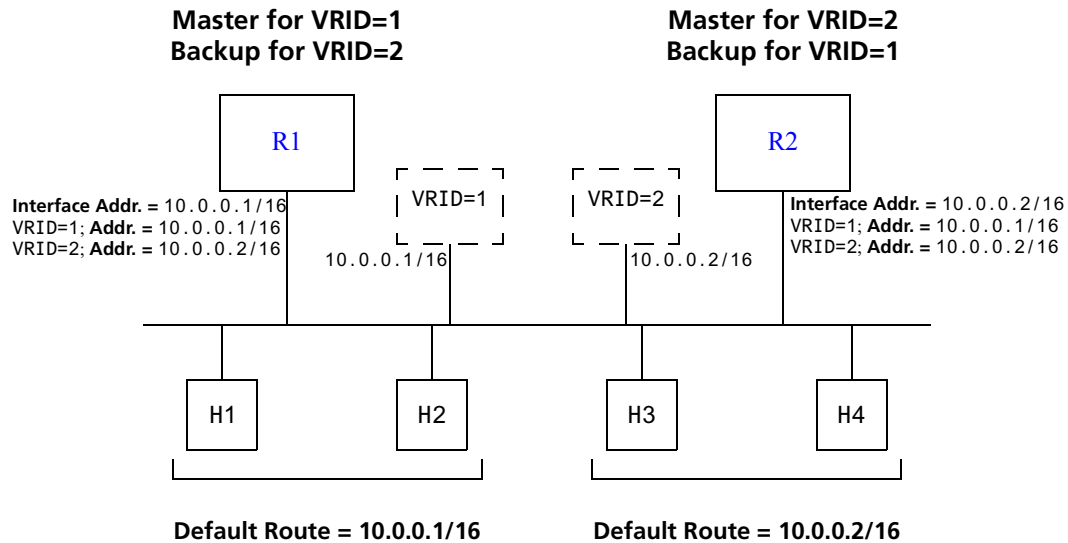 Master for VRID=1
Backup for VRID=2
Master for VRID=2
Backup for VRID=1
R1
R2
VRID=1
VRID=2
Interface Addr. = 10.0.0.1/16
VRID=1; Addr. = 10.0.0.1/16
VRID=2; Addr. = 10.0.0.2/16
Interface Addr. = 10.0.0.2/16
VRID=1; Addr. = 10.0.0.1/16
VRID=2; Addr. = 10.0.0.2/16
10.0.0.1/16
10.0.0.2/16
H1
H2
H3
H4
Default Route = 10.0.0.1/16
Default Route = 10.0.0.2/16